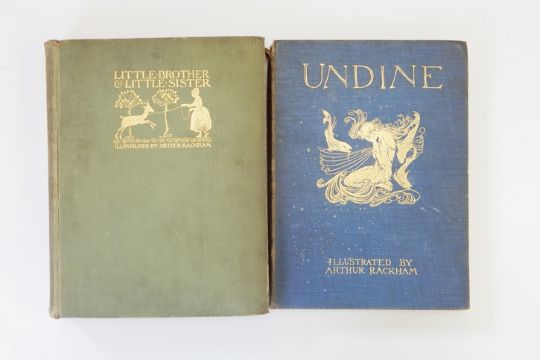 LITTLE·BROTHER
& LITTLE·SISTER
ILLUSTRATED BY ARTHUR RACKHAM
UNDINE
ILLUSTRATED BY
ARTHUR RACKHAM